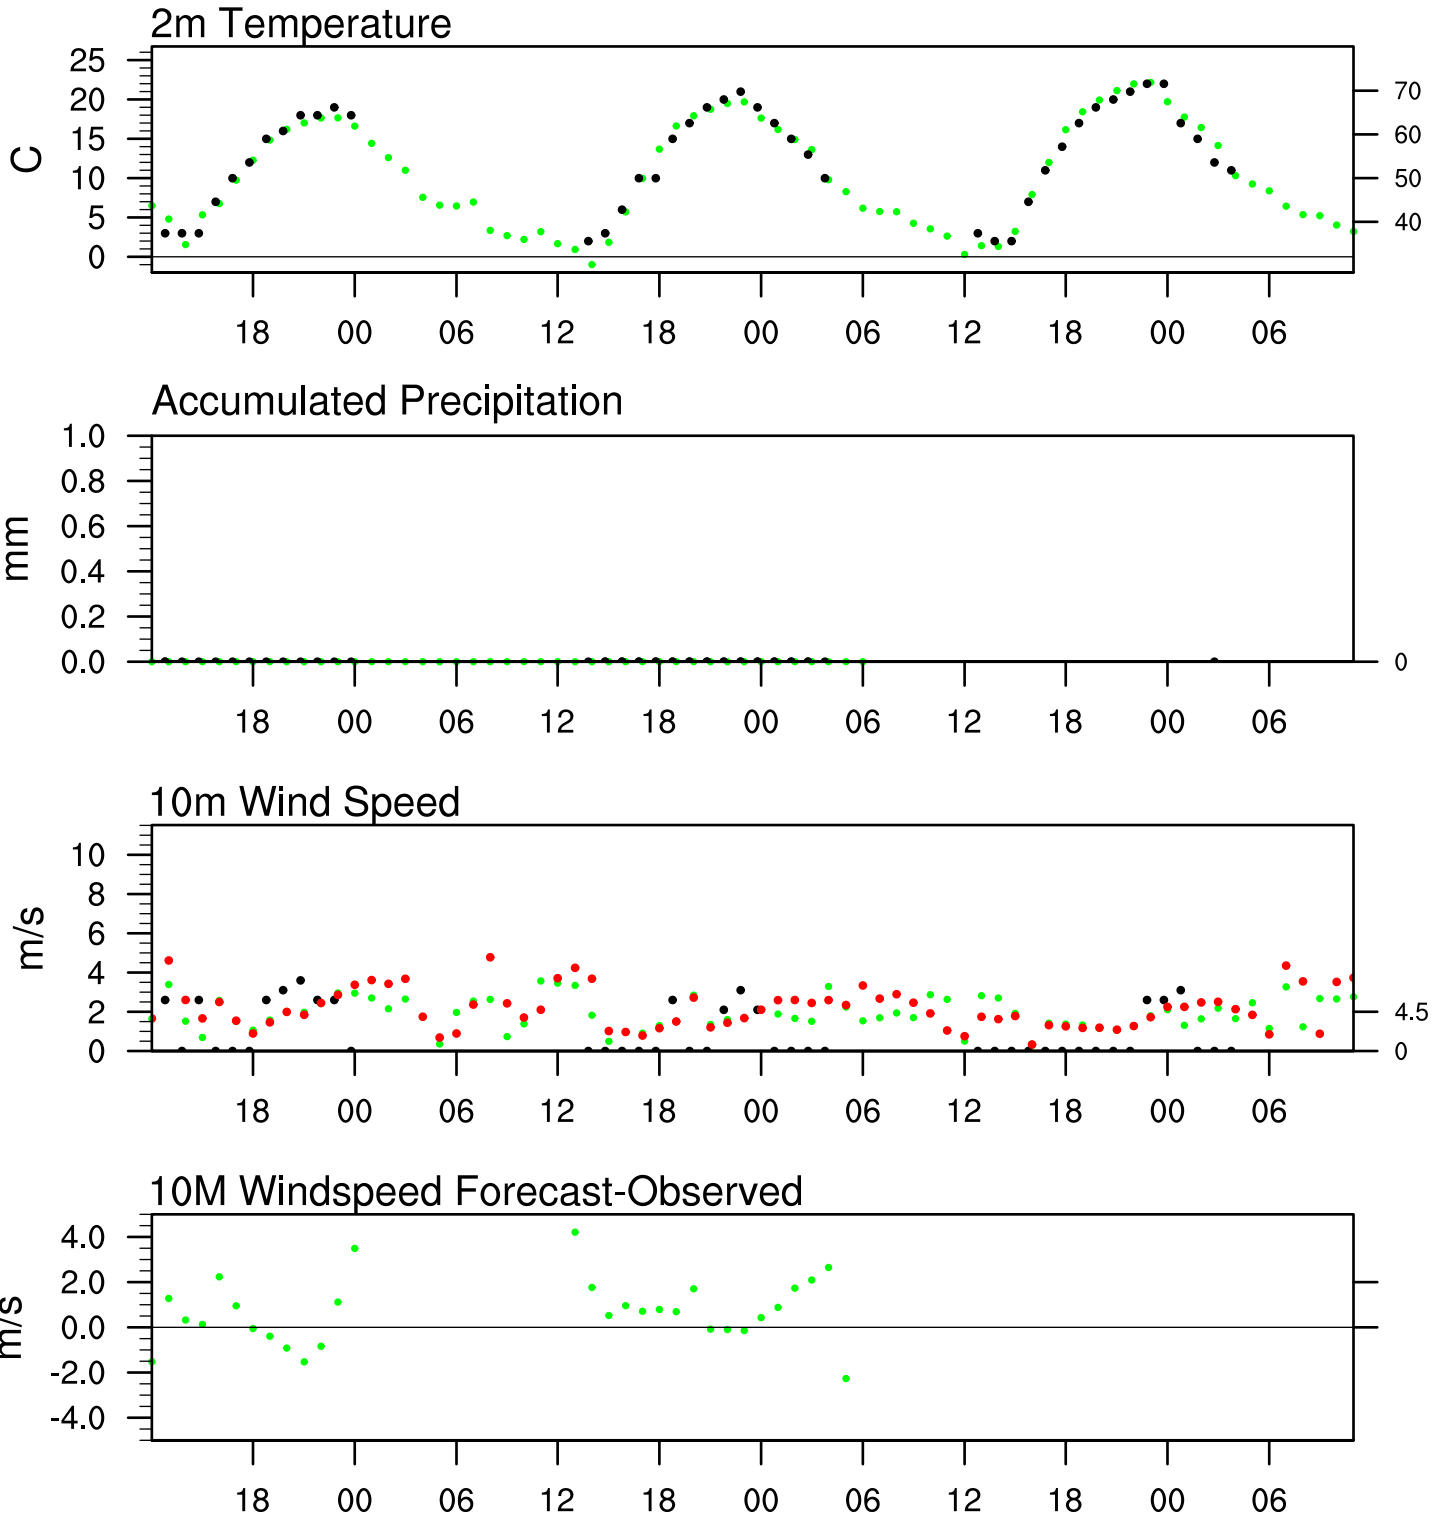 2m Temperature
25
20
15
10
5
0
C
70
60
50
40
18 00 06 12 18 00 06 12 18 00 06
Accumulated Precipitation
1.0
0.8
0.6
0.4
0.2
0.0
mm
0
18 00 06 12 18 00 06 12 18 00 06
10m Wind Speed
10
8
6
4
2
0
m/s
4.5
0
18 00 06 12 18 00 06 12 18 00 06
10M Windspeed Forecast-Observed
4.0
2.0
0.0
-2.0
-4.0
m/s
18 00 06 12 18 00 06 12 18 00 06